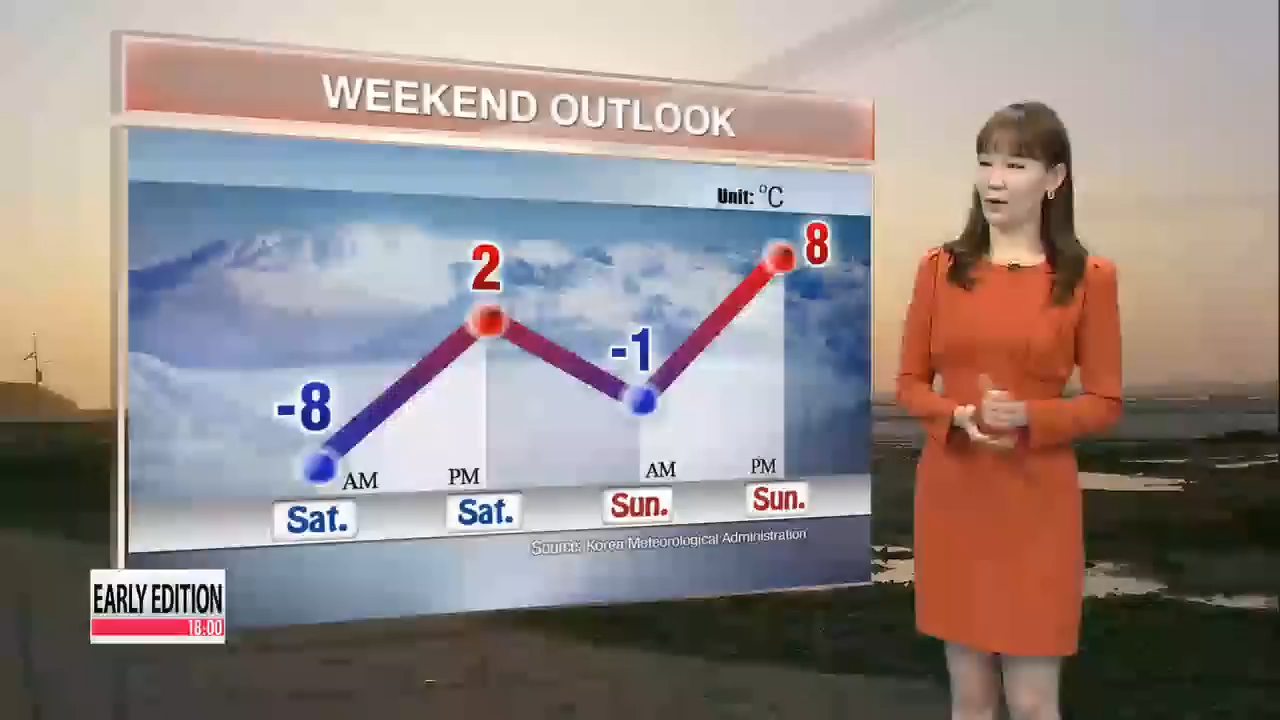 WEEKEND OUTLOOK
Unit: °C
8
2
-1
-8
AM
PM
AM
PM
Sat.
Sat.
Sun.
Sun.
Source: Korea Meteorological Administration
EARLY EDITION
18:00